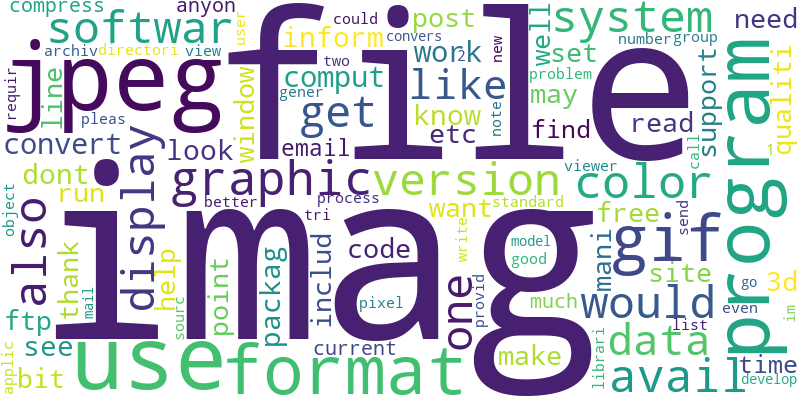 compress
anyon
softwar
inform
post
well
system
need
archiv
directori
view
user
could
convers
work
2
new
numbergroup
requir
jpeg
file
line
window
comput
like
set
problem
may
support
program
qualiti
pleas
gener
two
get
know
note
etc
find
read
convert
look
email
call
1
dont
display
graphic
version
viewer
color
run
better
process
want
standard
free
object
also
thank
help
tri
imag
one
write
model
good
mani
gif
send
code
includ
packag
point
sourc
mail
pixel
provid
much
site
go
3d
ftp
would
list
even
im
see
use
format
current
make
librari
data
time
applic
bit
avail
develop